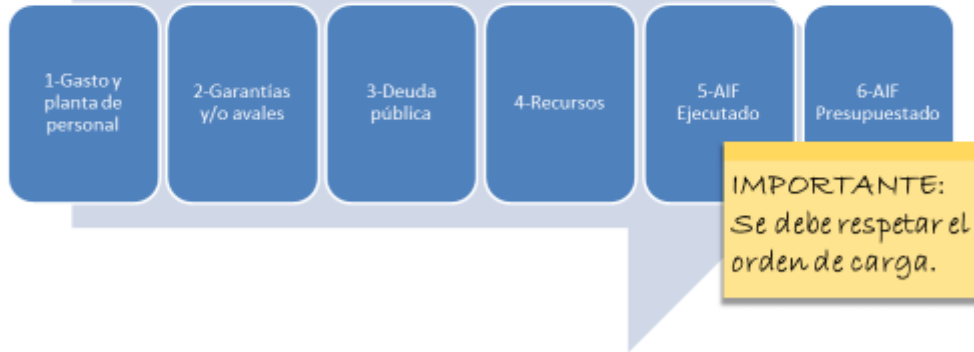 1-Gasto y
planta de
personal
2-Garantías
y/o avales
3-Deuda
pública
4-Recursos
5-AIF
Ejecutado
6-AIF
Presupuestado
IMPORTANTE:
Se debe respetar el
orden de carga.